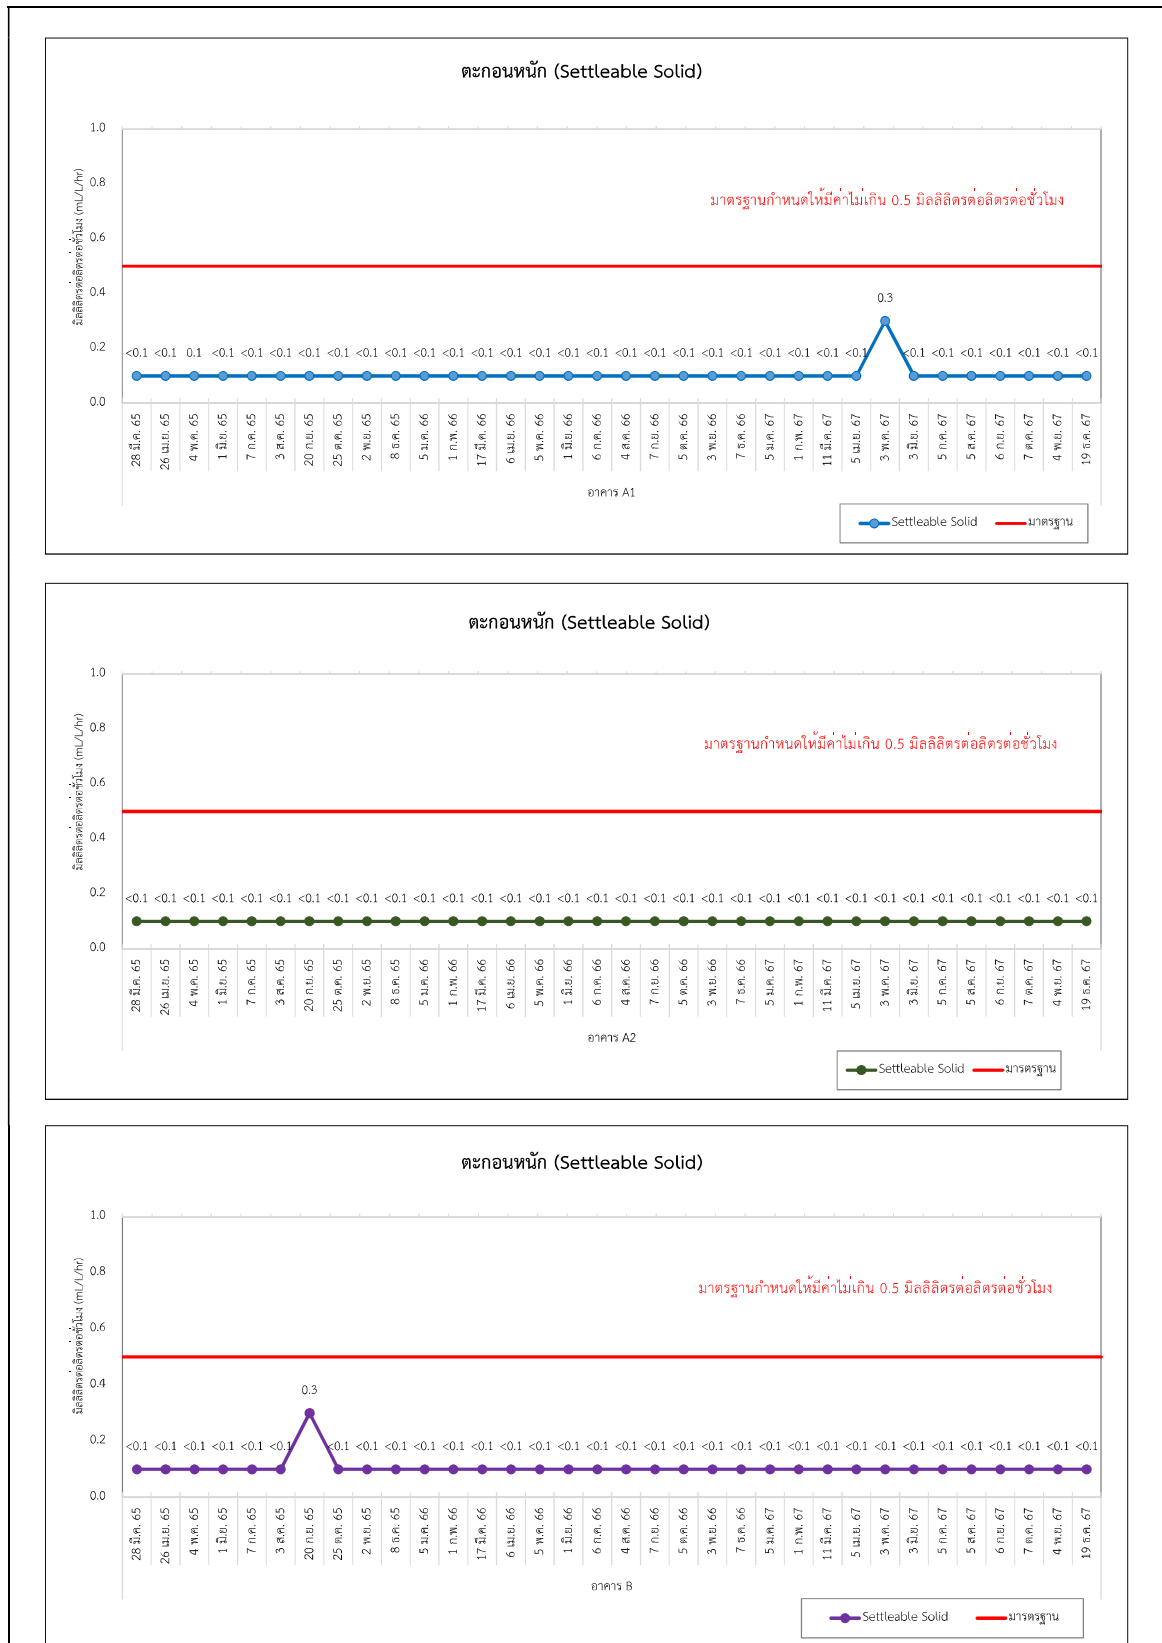 ตะกอนหนัก (Settleable Solid)
มาตรฐานกำหนดให้มีค่าไม่เกิน 0.5 มิลลิลิตรต่อลิตรต่อชั่วโมง
มิลลิลิตรต่อลิตรต่อชั่วโมง (mL/L/hr)
1.0
0.8
0.6
0.4
0.2
0.0
0.3
<0.1 <0.1 0.1 <0.1 <0.1 <0.1 <0.1 <0.1 <0.1 <0.1 <0.1 <0.1 <0.1 <0.1 <0.1 <0.1 <0.1 <0.1 <0.1 <0.1 <0.1 <0.1 <0.1 <0.1 <0.1 <0.1 <0.1 <0.1 <0.1 <0.1 <0.1 <0.1 <0.1
28 มี.ค. 65 26 เม.ย. 65 4 พ.ค. 65 1 มิ.ย. 65 7 ก.ค. 65 3 ส.ค. 65 20 ก.ย. 65 25 ต.ค. 65 2 พ.ย. 65 8 ธ.ค. 65 5 ม.ค. 66 1 ก.พ. 66 17 มี.ค. 66 6 เม.ย. 66 5 พ.ค. 66 1 มิ.ย. 66 6 ก.ค. 66 4 ส.ค. 66 7 ก.ย. 66 5 ต.ค. 66 3 พ.ย. 66 7 ธ.ค. 66 5 ม.ค. 67 1 ก.พ. 67 11 มี.ค. 67 5 เม.ย. 67 3 พ.ค. 67 3 มิ.ย. 67 5 ก.ค. 67 5 ส.ค. 67 6 ก.ย. 67 7 ต.ค. 67 4 พ.ย. 67 19 ธ.ค. 67
อาคาร A1
Settleable Solid มาตรฐาน
ตะกอนหนัก (Settleable Solid)
มาตรฐานกำหนดให้มีค่าไม่เกิน 0.5 มิลลิลิตรต่อลิตรต่อชั่วโมง
มิลลิลิตรต่อลิตรต่อชั่วโมง (mL/L/hr)
1.0
0.8
0.6
0.4
0.2
0.0
<0.1 <0.1 <0.1 <0.1 <0.1 <0.1 <0.1 <0.1 <0.1 <0.1 <0.1 <0.1 <0.1 <0.1 <0.1 <0.1 <0.1 <0.1 <0.1 <0.1 <0.1 <0.1 <0.1 <0.1 <0.1 <0.1 <0.1 <0.1 <0.1 <0.1 <0.1 <0.1 <0.1 <0.1
28 มี.ค. 65 26 เม.ย. 65 4 พ.ค. 65 1 มิ.ย. 65 7 ก.ค. 65 3 ส.ค. 65 20 ก.ย. 65 25 ต.ค. 65 2 พ.ย. 65 8 ธ.ค. 65 5 ม.ค. 66 1 ก.พ. 66 17 มี.ค. 66 6 เม.ย. 66 5 พ.ค. 66 1 มิ.ย. 66 6 ก.ค. 66 4 ส.ค. 66 7 ก.ย. 66 5 ต.ค. 66 3 พ.ย. 66 7 ธ.ค. 66 5 ม.ค. 67 1 ก.พ. 67 11 มี.ค. 67 5 เม.ย. 67 3 พ.ค. 67 3 มิ.ย. 67 5 ก.ค. 67 5 ส.ค. 67 6 ก.ย. 67 7 ต.ค. 67 4 พ.ย. 67 19 ธ.ค. 67
อาคาร A2
Settleable Solid มารตรฐาน
ตะกอนหนัก (Settleable Solid)
มาตรฐานกำหนดให้มีค่าไม่เกิน 0.5 มิลลิลิตรต่อลิตรต่อชั่วโมง
มิลลิลิตรต่อลิตรต่อชั่วโมง (mL/L/hr)
1.0
0.8
0.6
0.4
0.2
0.0
0.3
<0.1 <0.1 <0.1 <0.1 <0.1 <0.1 <0.1 <0.1 <0.1 <0.1 <0.1 <0.1 <0.1 <0.1 <0.1 <0.1 <0.1 <0.1 <0.1 <0.1 <0.1 <0.1 <0.1 <0.1 <0.1 <0.1 <0.1 <0.1 <0.1 <0.1 <0.1 <0.1 <0.1
28 มี.ค. 65 26 เม.ย. 65 4 พ.ค. 65 1 มิ.ย. 65 7 ก.ค. 65 3 ส.ค. 65 20 ก.ย. 65 25 ต.ค. 65 2 พ.ย. 65 8 ธ.ค. 65 5 ม.ค. 66 1 ก.พ. 66 17 มี.ค. 66 6 เม.ย. 66 5 พ.ค. 66 1 มิ.ย. 66 6 ก.ค. 66 4 ส.ค. 66 7 ก.ย. 66 5 ต.ค. 66 3 พ.ย. 66 7 ธ.ค. 66 5 ม.ค. 67 1 ก.พ. 67 11 มี.ค. 67 5 เม.ย. 67 3 พ.ค. 67 3 มิ.ย. 67 5 ก.ค. 67 5 ส.ค. 67 6 ก.ย. 67 7 ต.ค. 67 4 พ.ย. 67 19 ธ.ค. 67
อาคาร B
Settleable Solid มารตรฐาน